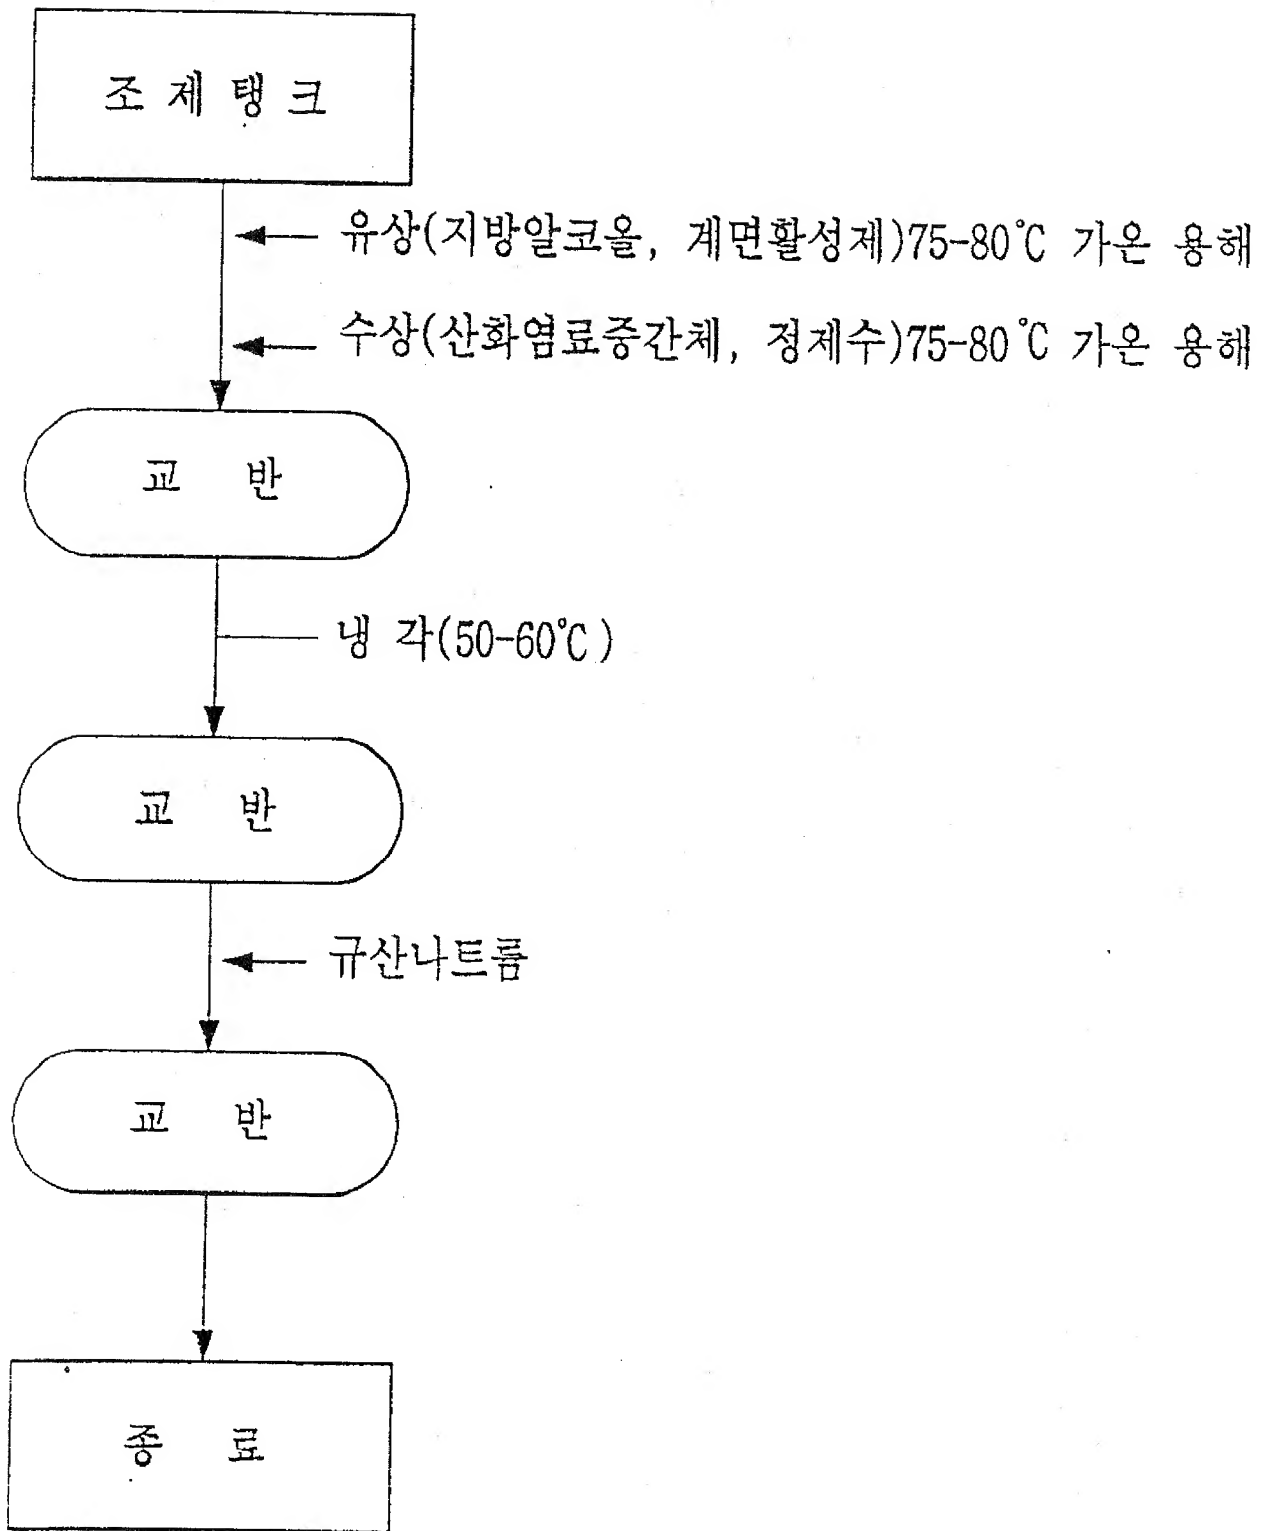 조 제 탱 크
유상(지방알코올, 계면활성제)75-80℃ 가온 용해
수상(산화염료중간체, 정제수)75-80℃ 가온 용해
교 반
냉 각(50-60℃)
교 반
규산나트륨
교 반
종 료